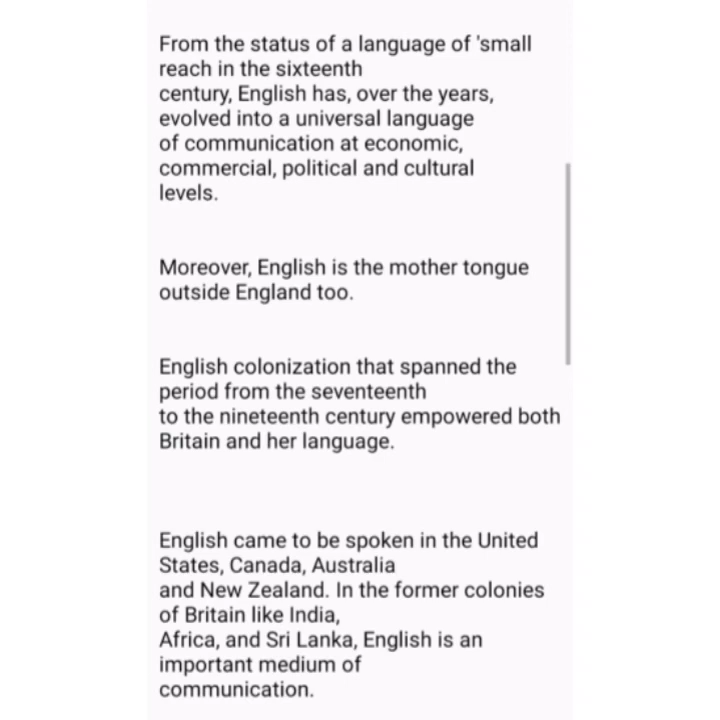 From the status of a language of 'small
reach in the sixteenth
century, English has, over the years,
evolved into a universal language
of communication at economic,
commercial, political and cultural
levels.
Moreover, English is the mother tongue
outside England too.
English colonization that spanned the
period from the seventeenth
to the nineteenth century empowered both
Britain and her language.
English came to be spoken in the United
States, Canada, Australia
and New Zealand. In the former colonies
of Britain like India,
Africa, and Sri Lanka, English is an
important medium of
communication.